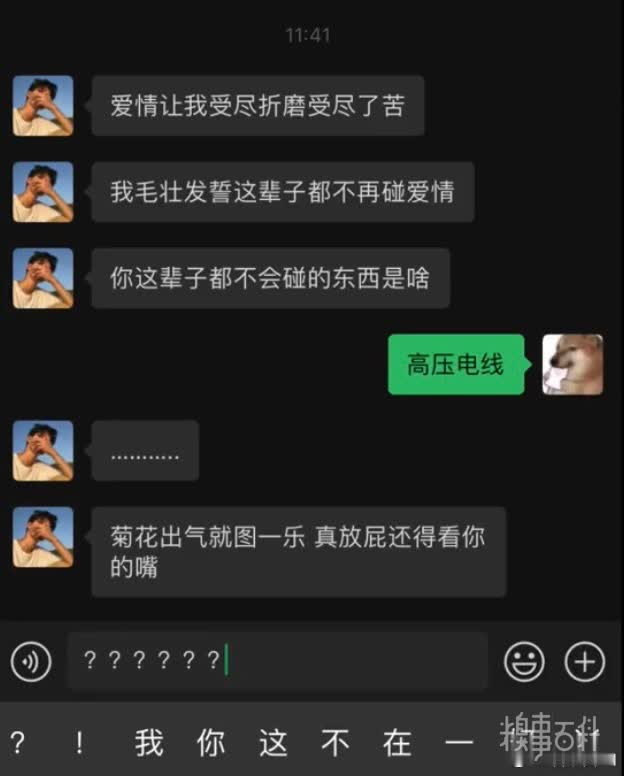 11:41
爱情让我受尽折磨受尽了苦
我毛壮发誓这辈子都不再碰爱情
你这辈子都不会碰的东西是啥
高压电线
...........
菊花出气就图一乐 真放屁还得看你
的嘴
？？？？？？
？ ！ 我 你 这 不 在 一
糗事百科